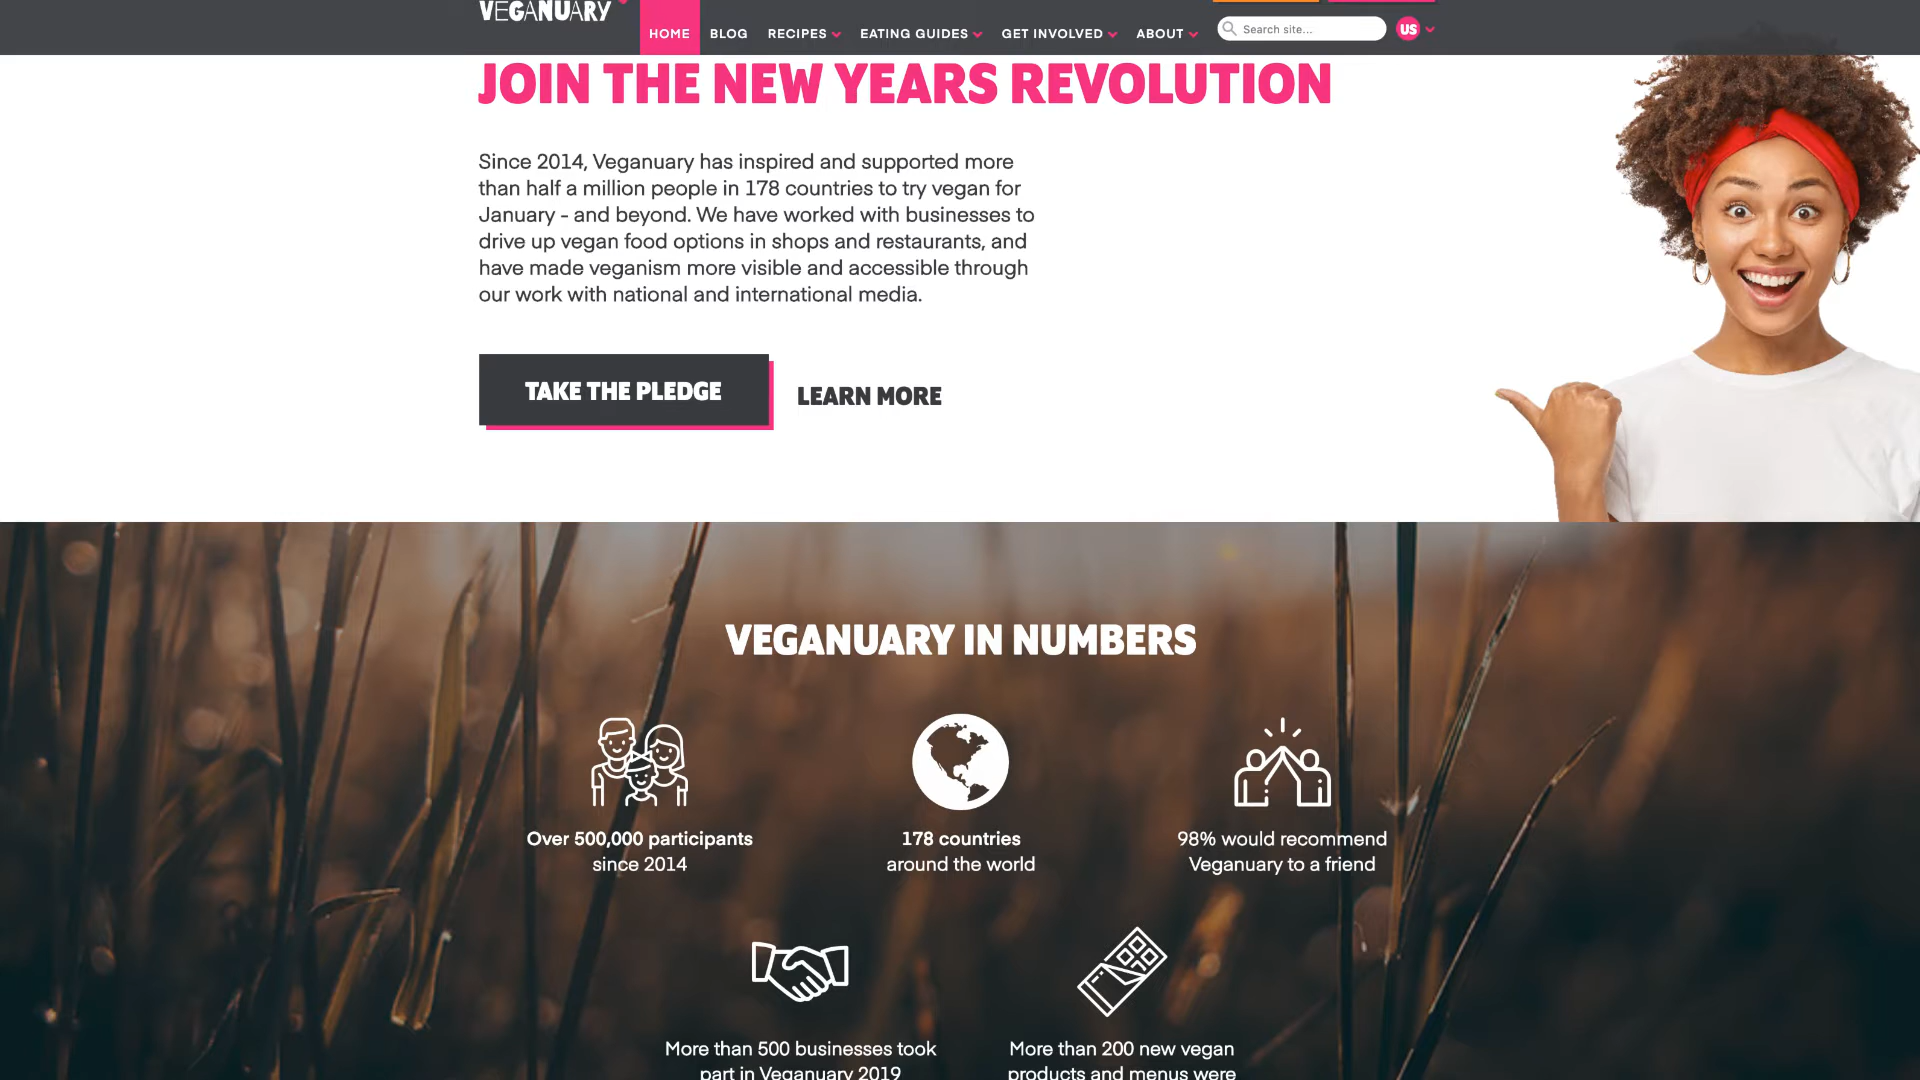 VEGANUARY
HOME BLOG RECIPES EATING GUIDES GET INVOLVED ABOUT Search site... US
JOIN THE NEW YEARS REVOLUTION
Since 2014, Veganuary has inspired and supported more
than half a million people in 178 countries to try vegan for
January - and beyond. We have worked with businesses to
drive up vegan food options in shops and restaurants, and
have made veganism more visible and accessible through
our work with national and international media.
TAKE THE PLEDGE LEARN MORE
VEGANUARY IN NUMBERS
Over 500,000 participants
since 2014
178 countries
around the world
98% would recommend
Veganuary to a friend
More than 500 businesses took
part in Veganuary 2019
More than 200 new vegan
products and menus were